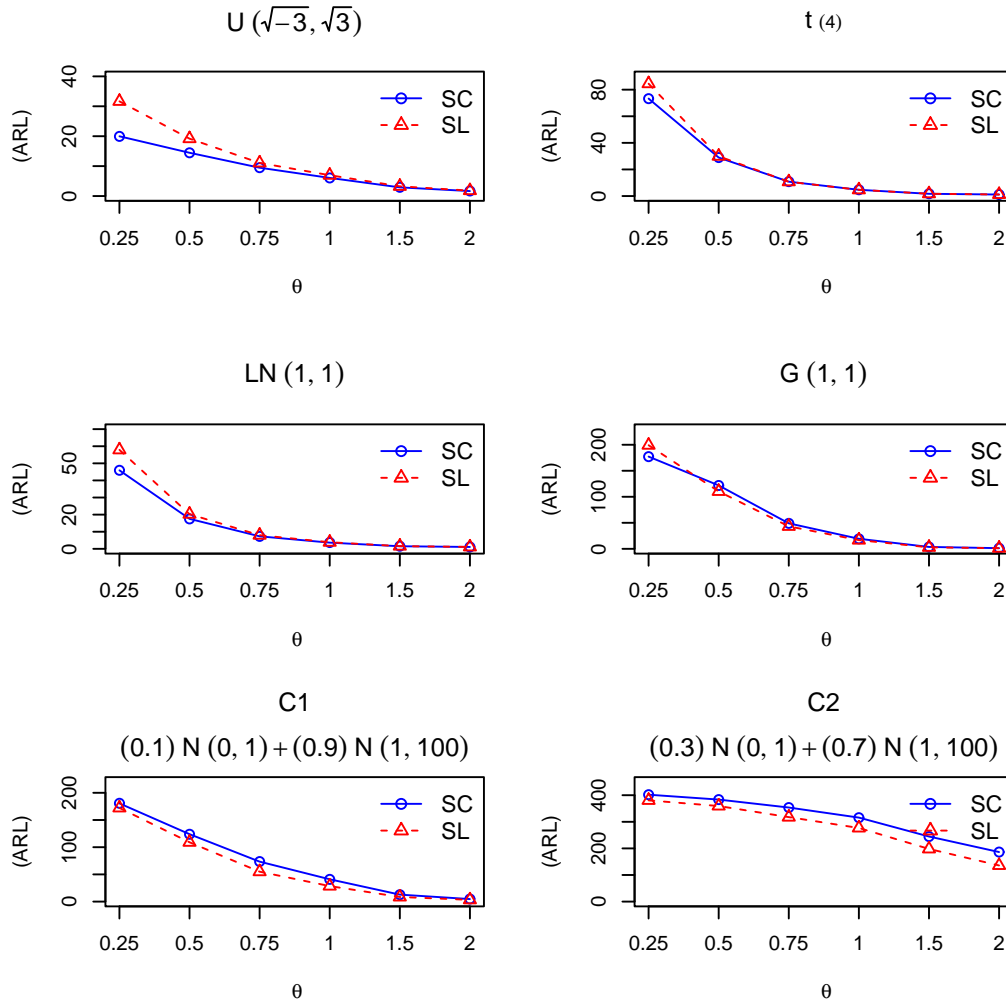 U (√−3, √3)
(ARL)
0 20 40
SC
SL
0.25 0.5 0.75 1 1.5 2
θ
t (4)
(ARL)
0 40 80
SC
SL
0.25 0.5 0.75 1 1.5 2
θ
LN (1, 1)
(ARL)
0 20 50
SC
SL
0.25 0.5 0.75 1 1.5 2
θ
G (1, 1)
(ARL)
0 100 200
SC
SL
0.25 0.5 0.75 1 1.5 2
θ
C1
(0.1) N (0, 1) + (0.9) N (1, 100)
(ARL)
0 100 200
SC
SL
0.25 0.5 0.75 1 1.5 2
θ
C2
(0.3) N (0, 1) + (0.7) N (1, 100)
(ARL)
0 200 400
SC
SL
0.25 0.5 0.75 1 1.5 2
θ